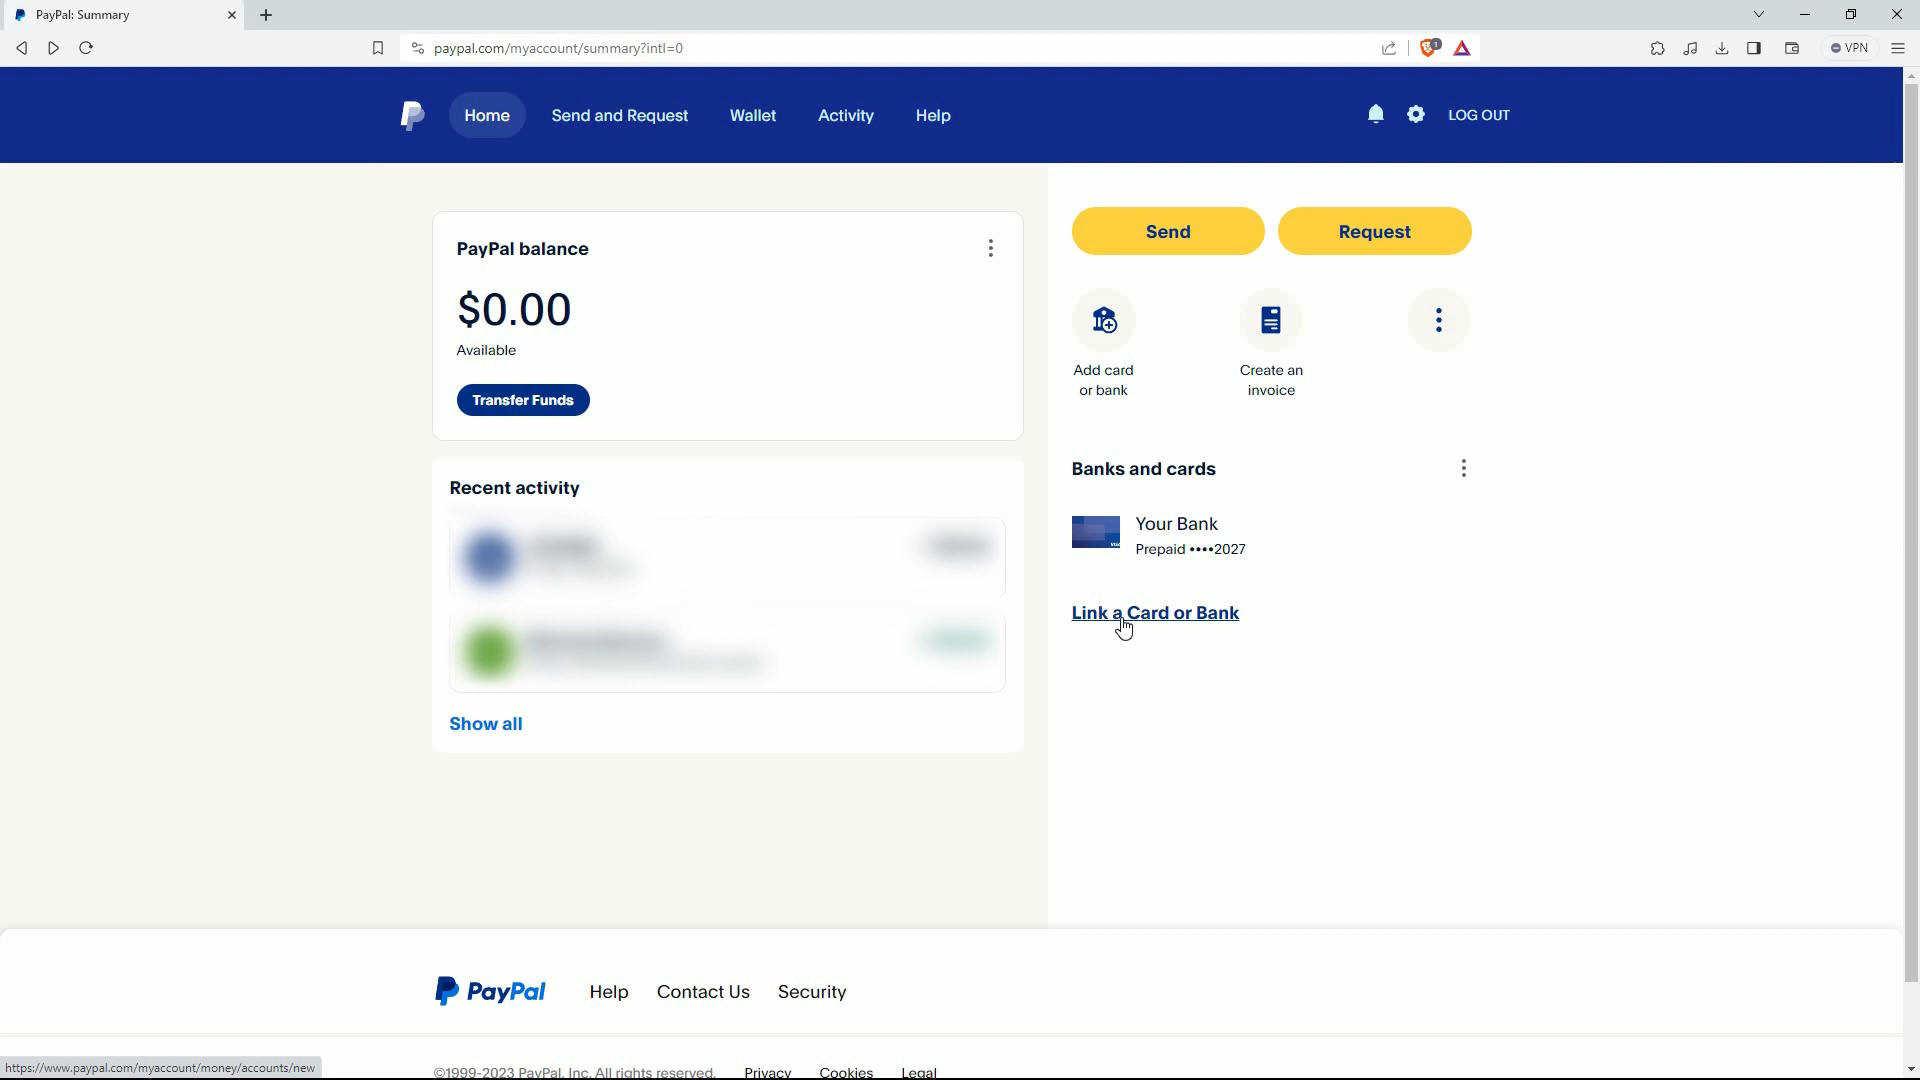 PayPal: Summary
paypal.com/myaccount/summary?intl=0
1
VPN
Home
Send and Request
Wallet
Activity
Help
LOG OUT
PayPal balance
$0.00
Available
Transfer Funds
Recent activity
Show all
Send
Request
Add card
or bank
Create an
invoice
Banks and cards
Your Bank
Prepaid ••••2027
Link a Card or Bank
PayPal
Help
Contact Us
Security
©1999-2023 PayPal, Inc. All rights reserved.
Privacy
Cookies
Legal
https://www.paypal.com/myaccount/money/accounts/new